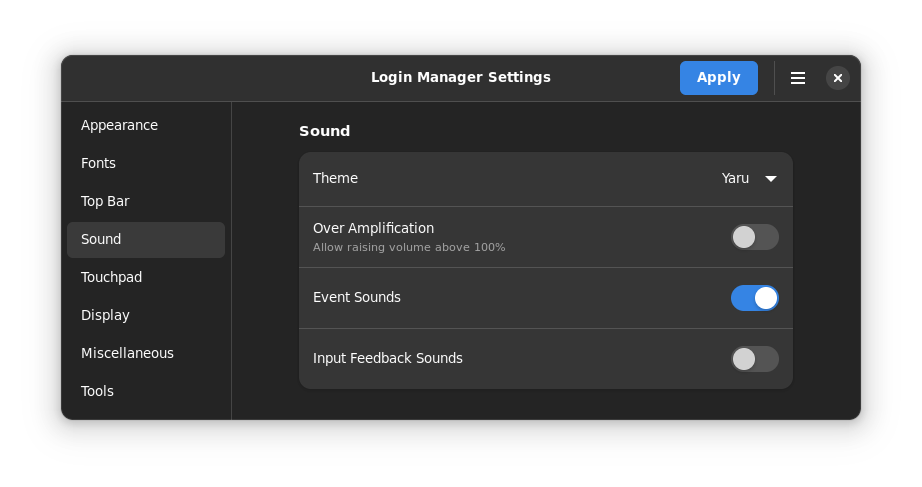 Login Manager Settings
Apply
Appearance
Fonts
Top Bar
Sound
Touchpad
Display
Miscellaneous
Tools
Sound
Theme
Yaru
Over Amplification
Allow raising volume above 100%
Event Sounds
Input Feedback Sounds